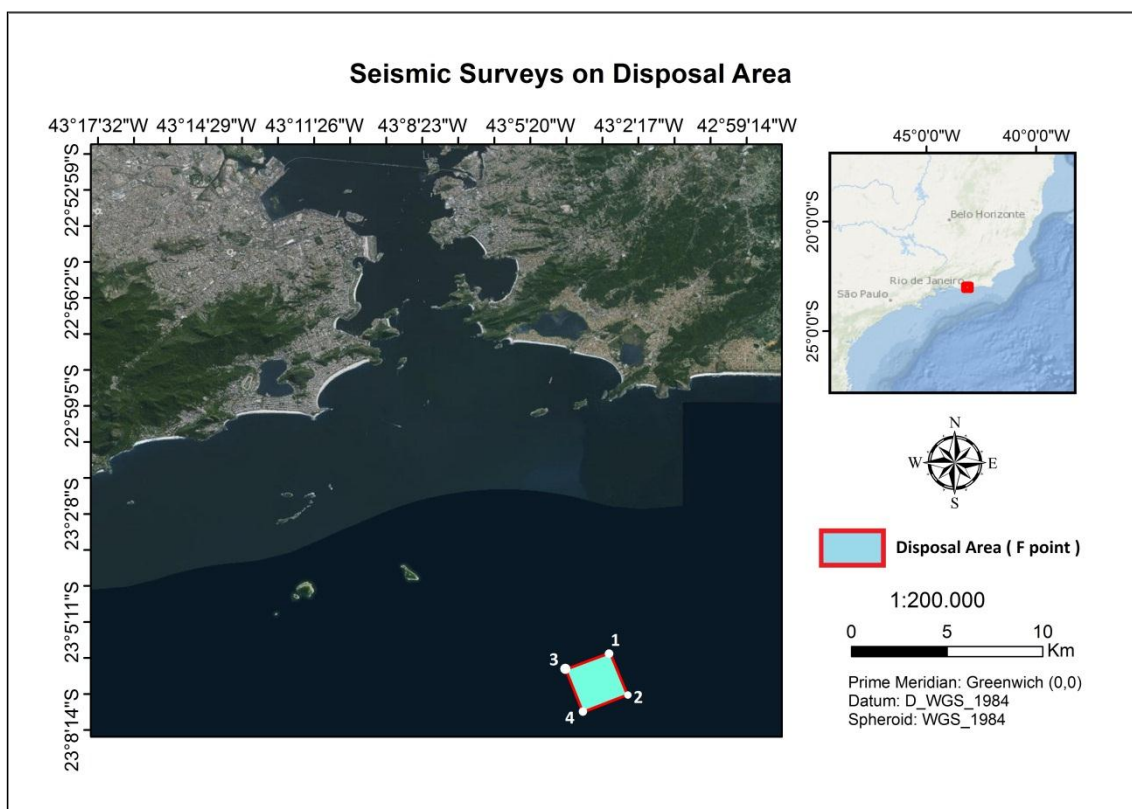 Seismic Surveys on Disposal Area
43°17'32"W 43°14'29"W 43°11'26"W 43°8'23"W 43°5'20"W 43°2'17"W 42°59'14"W
22°52'59"S
22°56'2"S
22°59'5"S
23°2'8"S
23°5'11"S
23°8'14"S
1
2
3
4
45°0'0"W 40°0'0"W
20°0'0"S
25°0'0"S
Belo Horizonte
Rio de Janeiro
São Paulo
N
W E
S
Disposal Area ( F point )
1:200.000
0 5 10
Km
Prime Meridian: Greenwich (0,0)
Datum: D_WGS_1984
Spheroid: WGS_1984